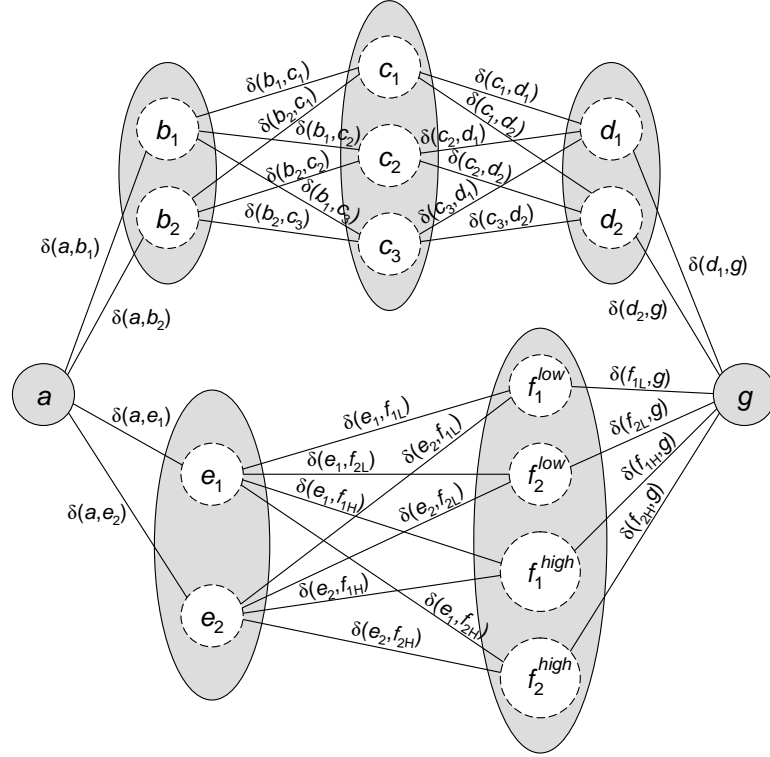 c₁
δ(b₁,c₁)
δ(c₁,d₁)
δ(b₂,c₁)
δ(c₁,d₂)
b₁
d₁
δ(b₁,c₂)
δ(c₂,d₁)
c₂
δ(b₂,c₂)
δ(c₂,d₂)
δ(b₁,c₃)
δ(c₃,d₁)
b₂
d₂
δ(b₂,c₃)
δ(c₃,d₂)
c₃
δ(a,b₁)
δ(d₁,g)
δ(a,b₂)
δ(d₂,g)
a
g
f₁ˡᵒʷ
δ(f₁L,g)
δ(e₁,f₁L)
δ(a,e₁)
δ(e₂,f₁L)
δ(f₂L,g)
e₁
δ(e₁,f₂L)
f₂ˡᵒʷ
δ(f₁H,g)
δ(e₁,f₁H)
δ(e₂,f₂L)
δ(a,e₂)
δ(f₂H,g)
f₁ʰⁱᵍʰ
δ(e₂,f₁H)
δ(e₁,f₂H)
e₂
δ(e₂,f₂H)
f₂ʰⁱᵍʰ